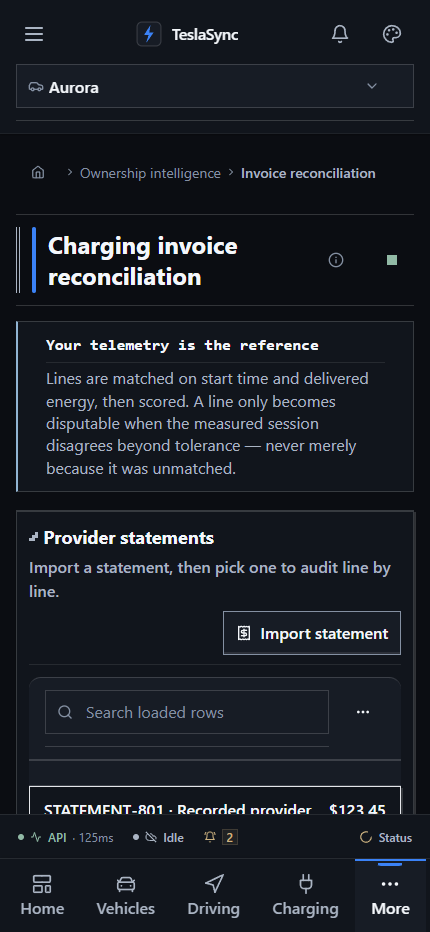 TeslaSync
Aurora
Ownership intelligence
Invoice reconciliation
Charging invoice
reconciliation
Your telemetry is the reference
Lines are matched on start time and delivered
energy, then scored. A line only becomes
disputable when the measured session
disagrees beyond tolerance — never merely
because it was unmatched.
Provider statements
Import a statement, then pick one to audit line by
line.
Import statement
Search loaded rows
STATEMENT-801 · Recorded provider $123.45
API · 125ms Idle 2 Status
Home Vehicles Driving Charging More